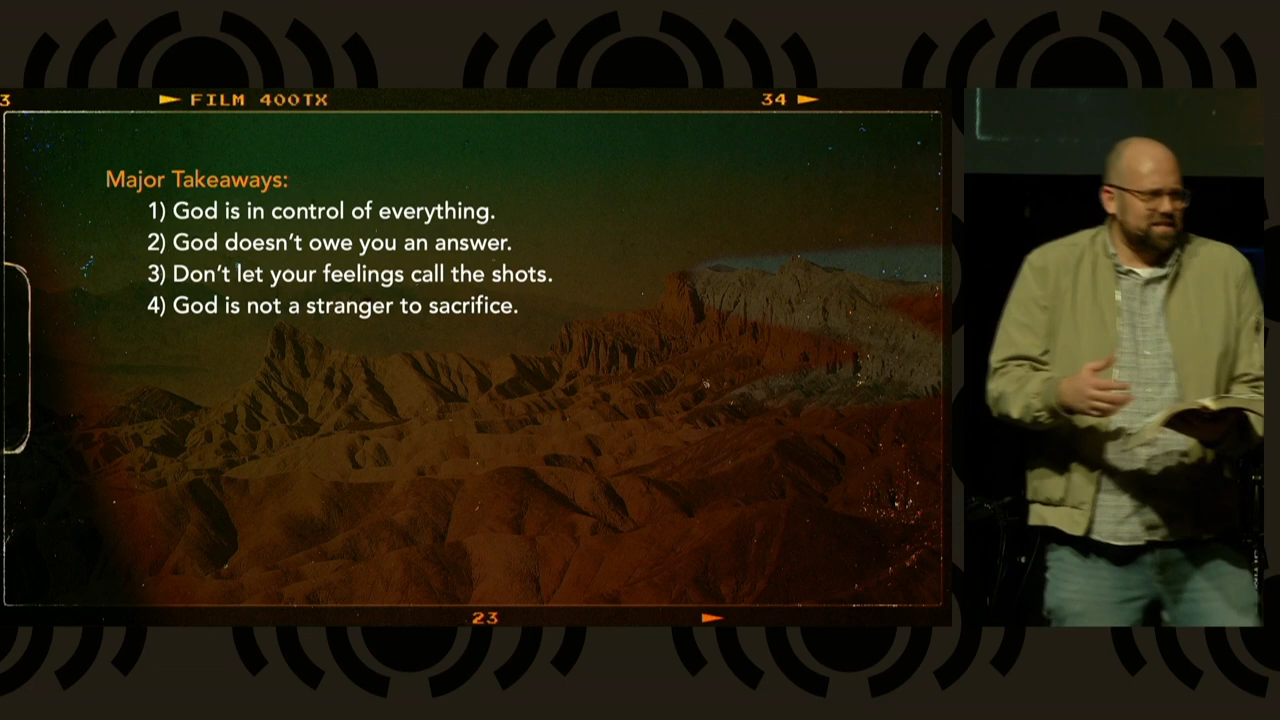 3
FILM 400TX
34
Major Takeaways:
1) God is in control of everything.
2) God doesn’t owe you an answer.
3) Don’t let your feelings call the shots.
4) God is not a stranger to sacrifice.
23